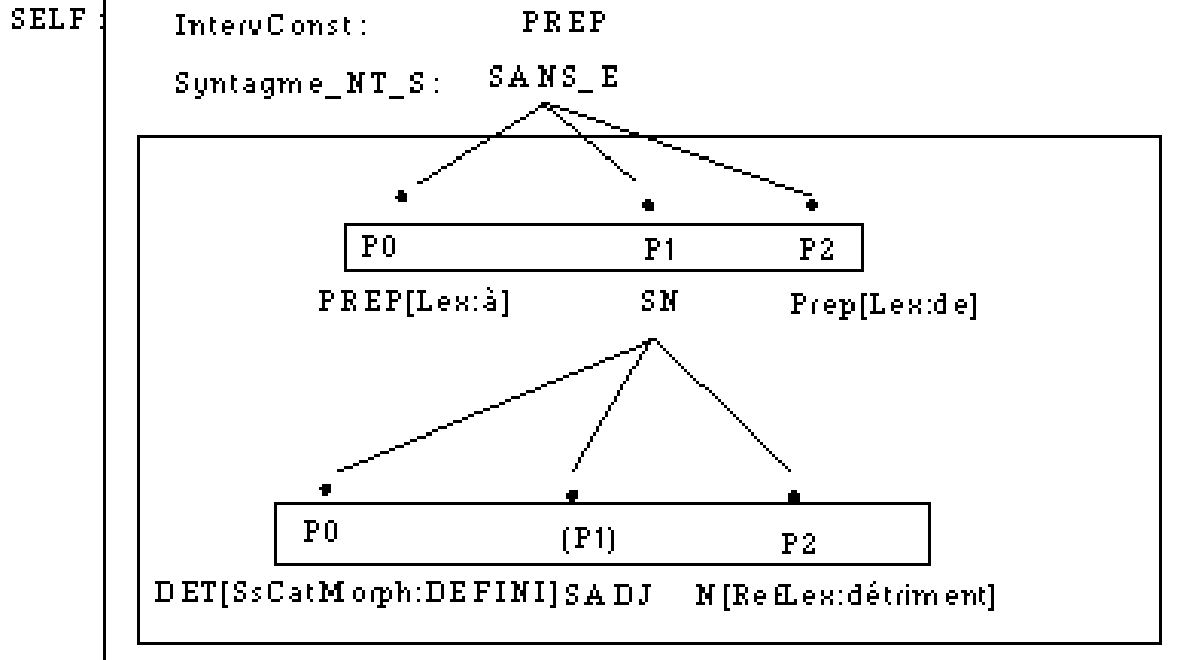 SELF : IntervConst: PREP
Syntagme_NT_S: SANS_E
P0 P1 P2
PREP[Lex:à] SN Prep[Lex:de]
P0 (P1) P2
DET[SsCatMorph:DEFINI] SADJ N[RefLex:détriment]